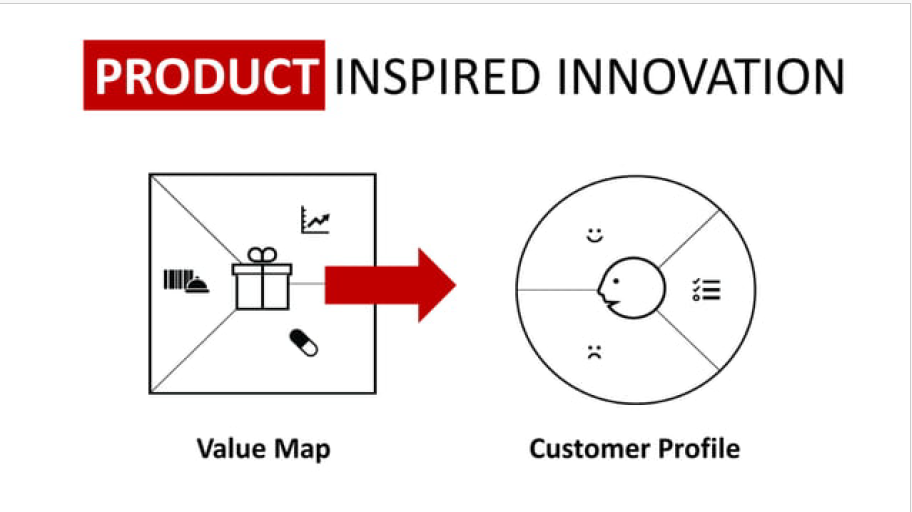 PRODUCT INSPIRED INNOVATION
Value Map
Customer Profile